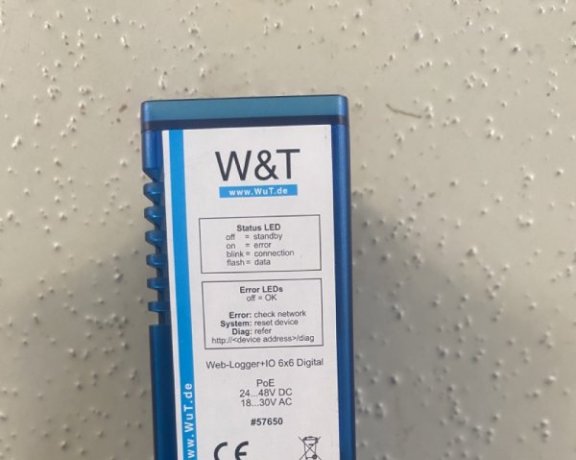 W&T
www.WuT.de
Status LED
off = standby
on = error
blink = connection
flash = data
Error LEDs
off = OK
Error: check network
System: reset device
Diag: refer
http://<device address>/diag
Web-Logger+IO 6x6 Digital
PoE
24...48V DC
18...30V AC
#57650
CE
ww.WuT.de